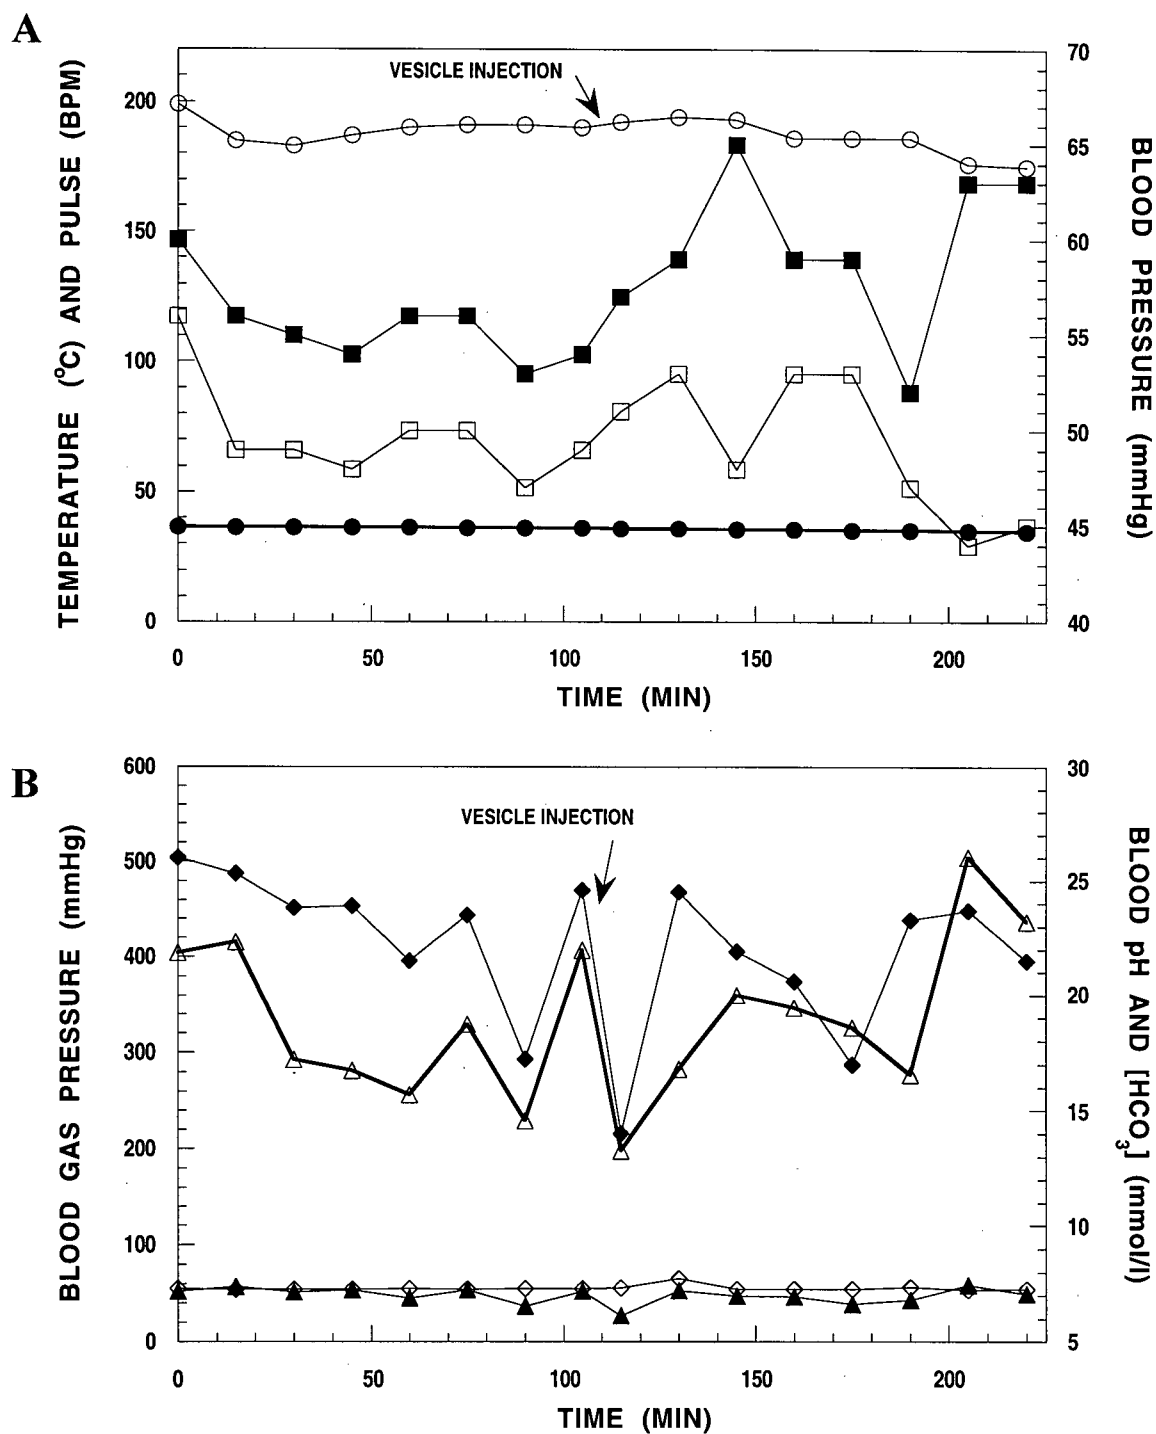 A
VESICLE INJECTION
TEMPERATURE (°C) AND PULSE (BPM)
200
150
100
50
0
70
65
60
55
50
45
40
BLOOD PRESSURE (mmHg)
0 50 100 150 200
TIME (MIN)
B
VESICLE INJECTION
BLOOD GAS PRESSURE (mmHg)
600
500
400
300
200
100
0
30
25
20
15
10
5
BLOOD pH AND [HCO₃] (mmol/l)
0 50 100 150 200
TIME (MIN)